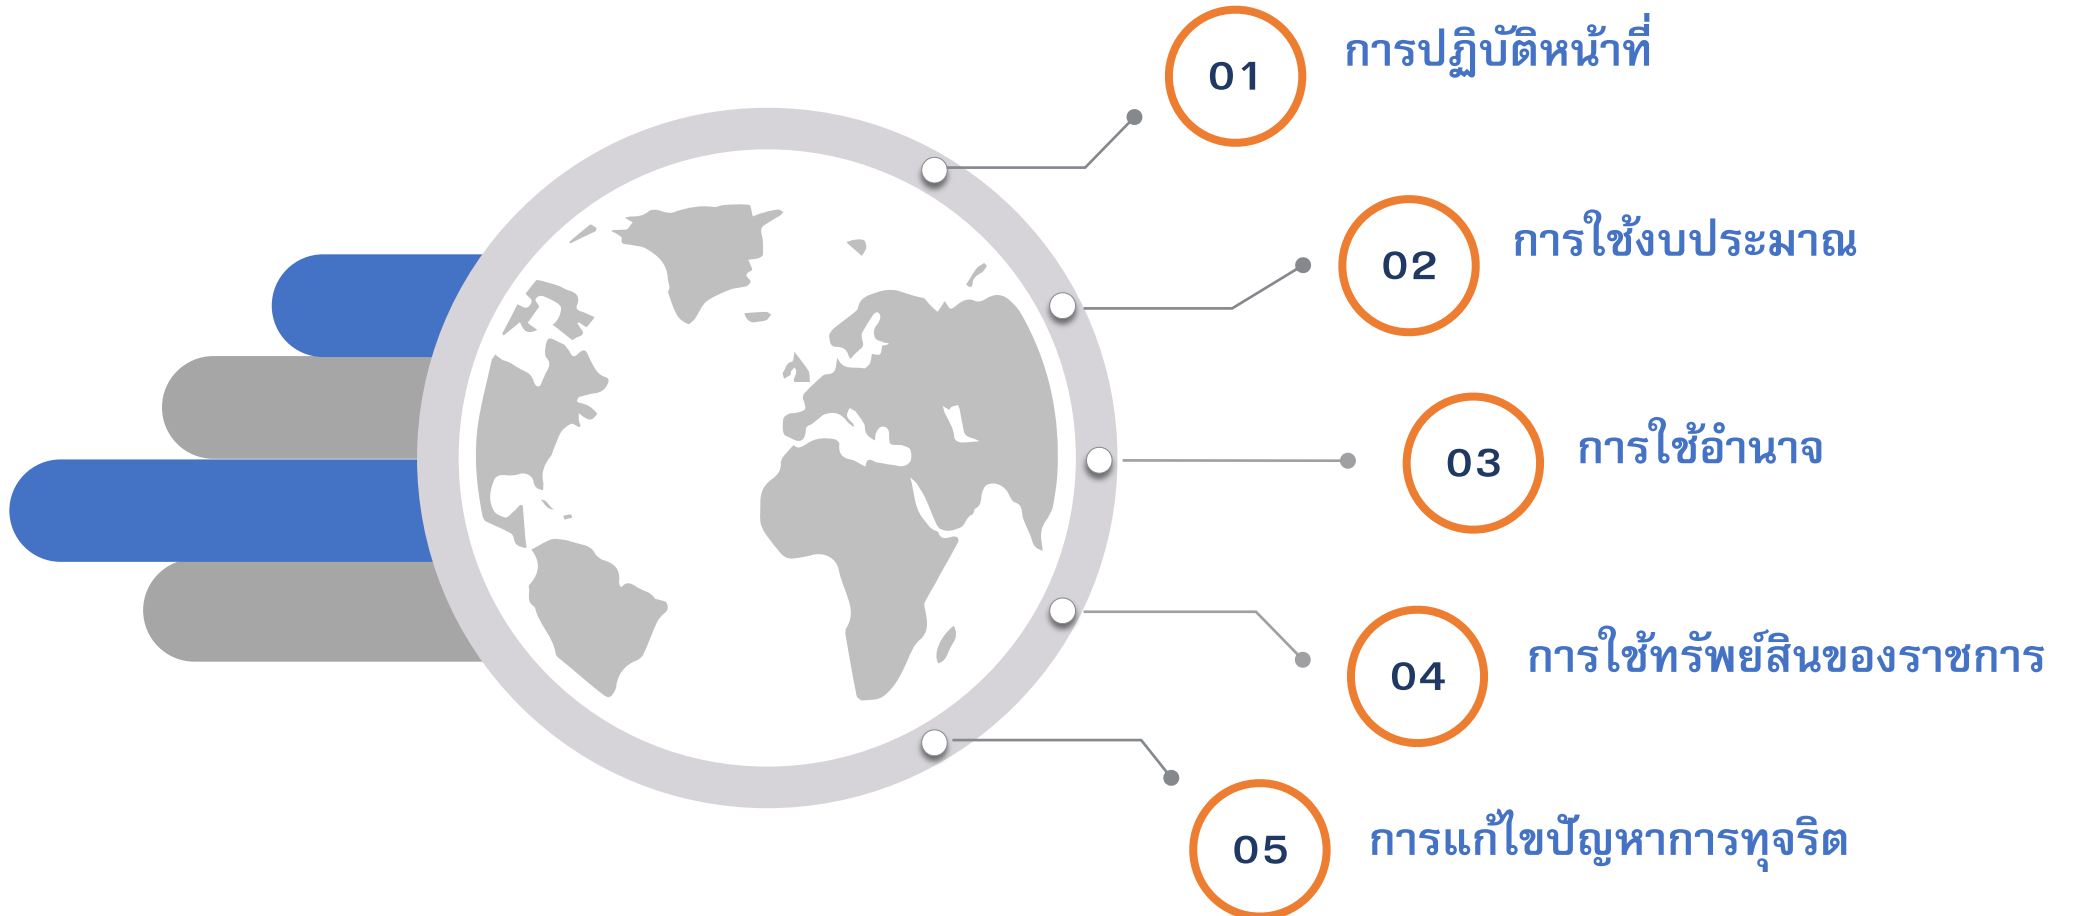 01
การปฏิบัติหน้าที่
02
การใช้งบประมาณ
03
การใช้อำนาจ
04
การใช้ทรัพย์สินของราชการ
05
การแก้ไขปัญหาการทุจริต